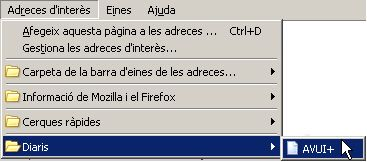 Adreces d'interès Eines Ajuda
Afegeix aquesta pàgina a les adreces ... Ctrl+D
Gestiona les adreces d'interès...
Carpeta de la barra d'eines de les adreces...
Informació de Mozilla i el Firefox
Cerques ràpides
Diaris AVUI+